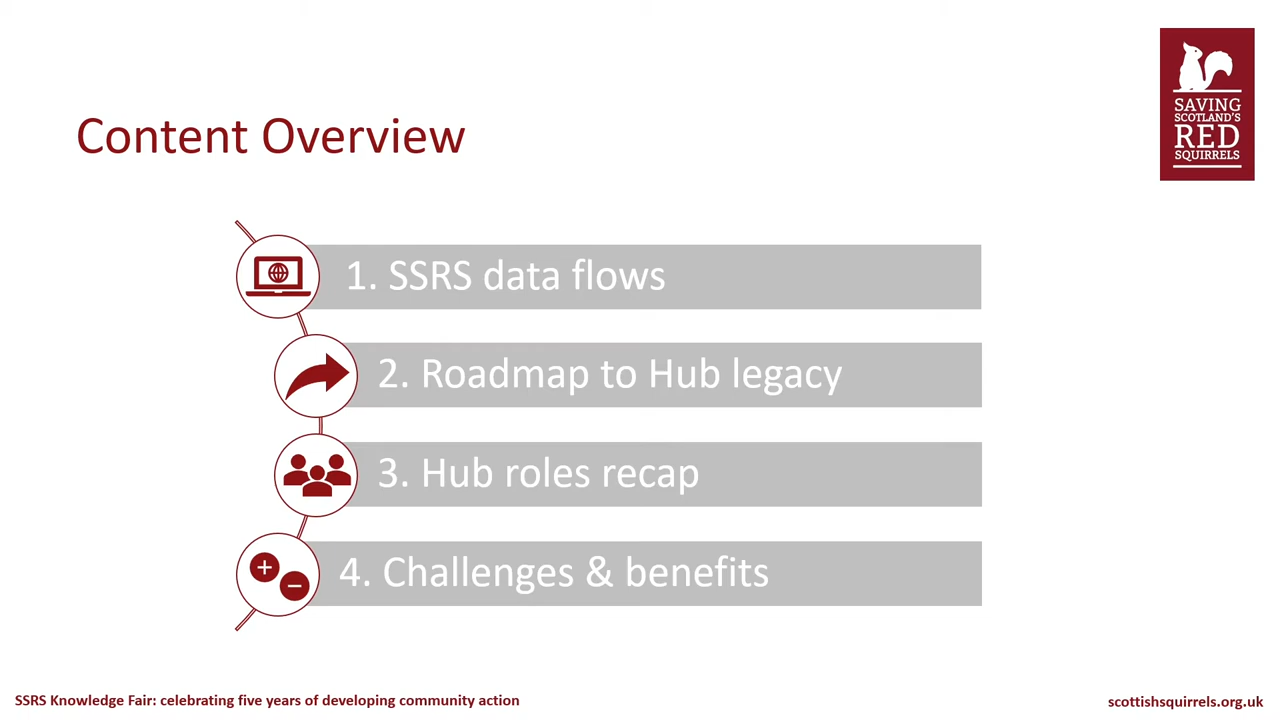 Content Overview
SAVING
SCOTLAND'S
RED
SQUIRRELS
1. SSRS data flows
2. Roadmap to Hub legacy
3. Hub roles recap
4. Challenges & benefits
SSRS Knowledge Fair: celebrating five years of developing community action
scottishsquirrels.org.uk